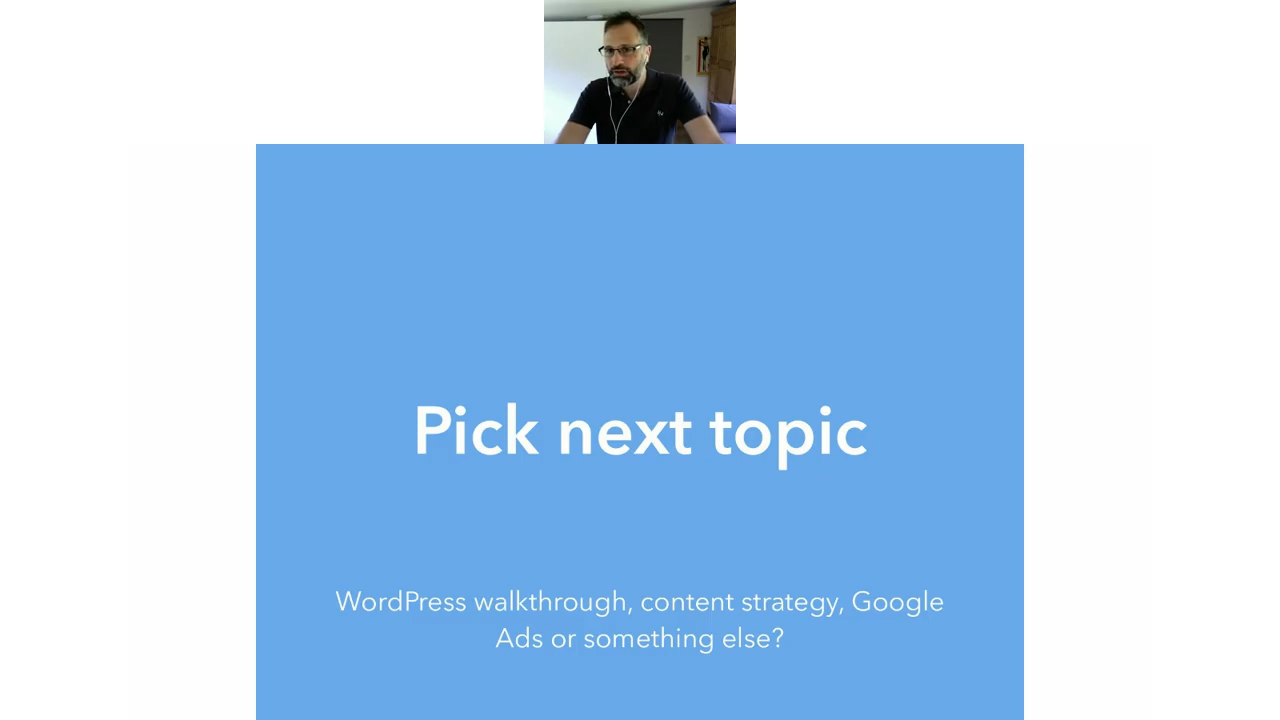 Pick next topic
WordPress walkthrough, content strategy, Google
Ads or something else?